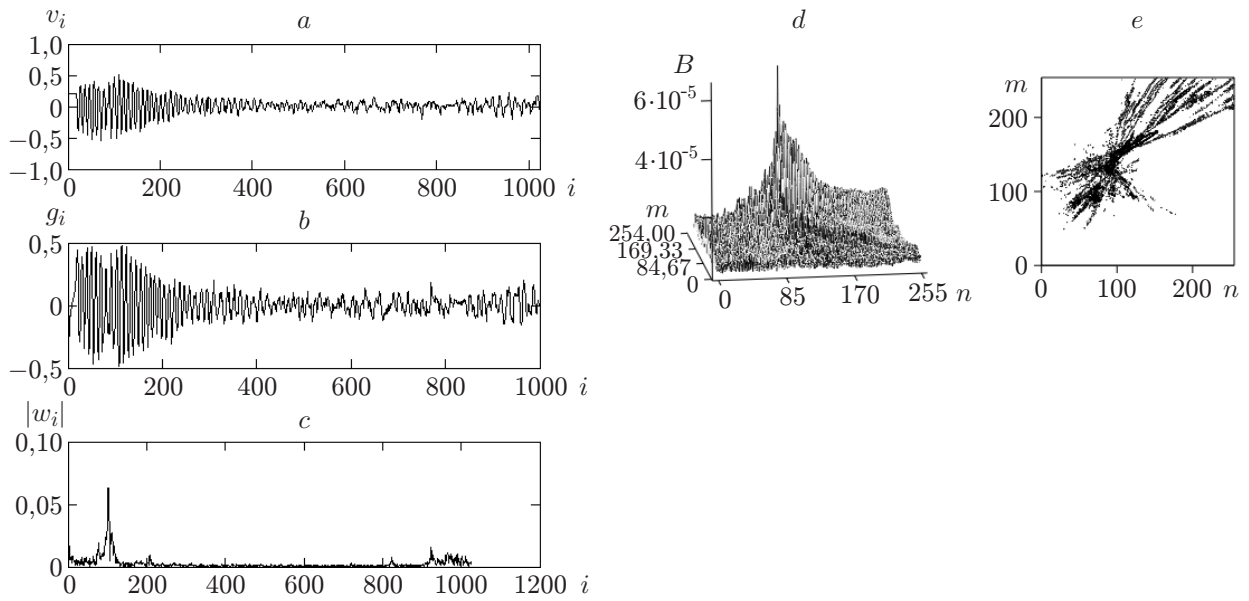 a
v_i
1,0
0,5
0
−0,5
−1,0
0 200 400 600 800 1000 i
b
g_i
0,5
0
−0,5
0 200 400 600 800 1000 i
c
|w_i|
0,10
0,05
0
0 200 400 600 800 1000 1200 i
d
B
6·10⁻⁵
4·10⁻⁵
m
254,00
169,33
84,67
0
0 85 170 255 n
e
m
200
100
0
0 100 200 n